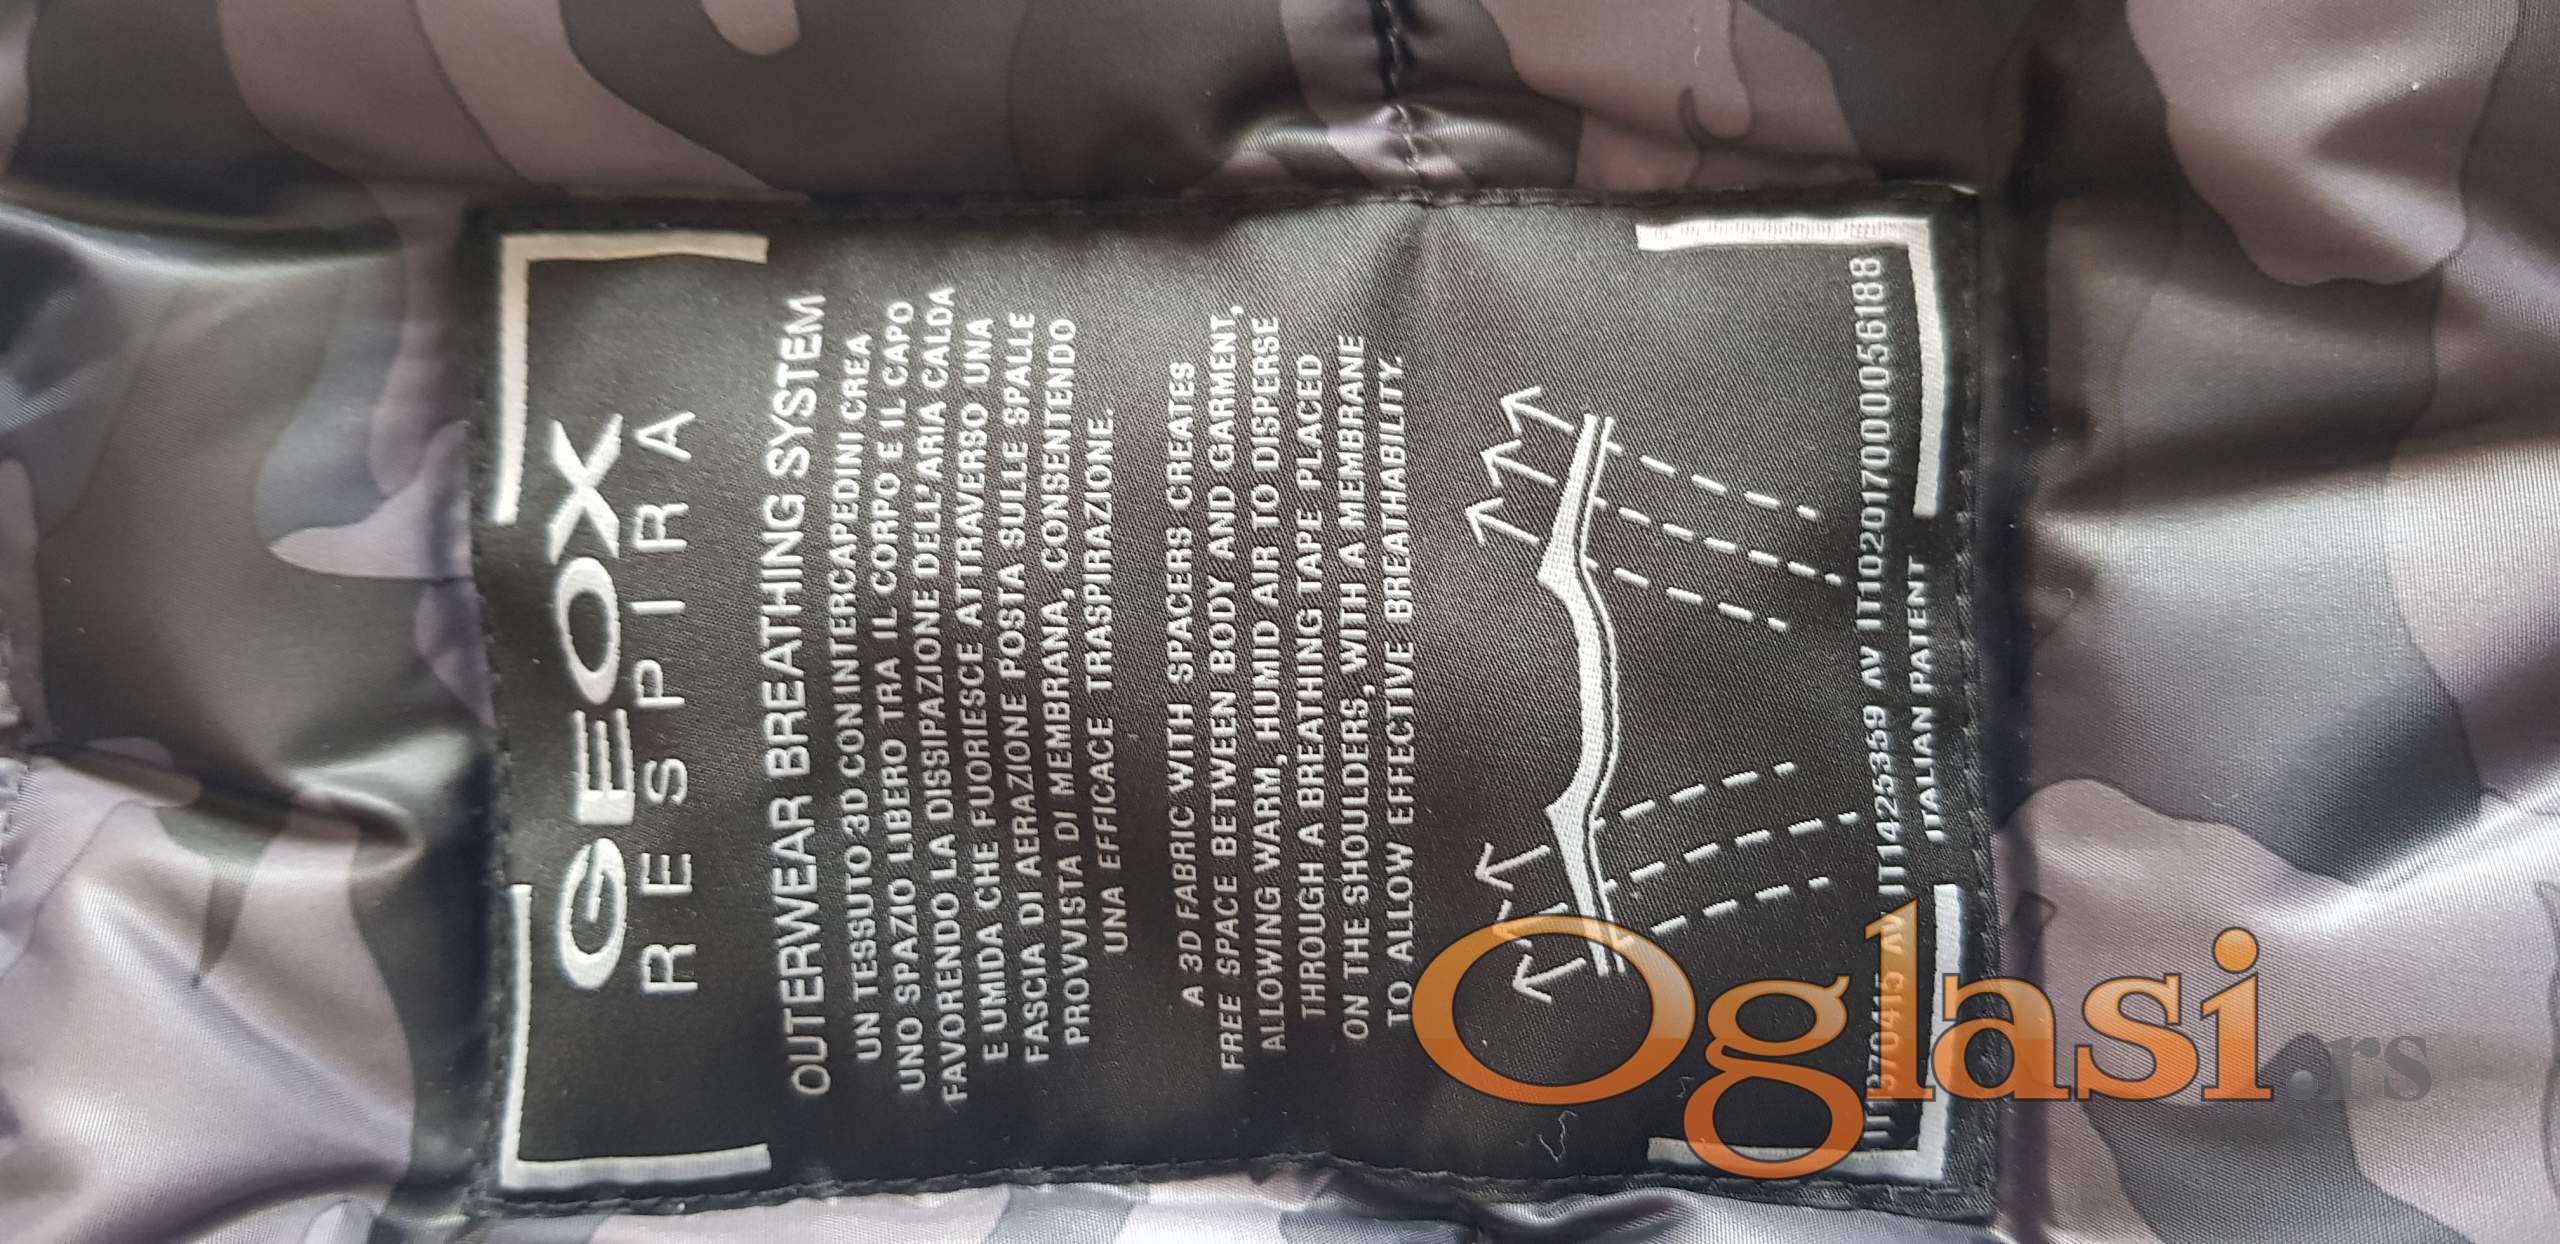 GEOX
RESPIRA
OUTERWEAR BREATHING SYSTEM
UN TESSUTO 3D CON INTERCAPEDINI CREA
UNO SPAZIO LIBERO TRA IL CORPO E IL CAPO
FAVORENDO LA DISSIPAZIONE DELL'ARIA CALDA
E UMIDA CHE FUORIESCE ATTRAVERSO UNA
FASCIA DI AERAZIONE POSTA SULLE SPALLE
PROVVISTA DI MEMBRANA, CONSENTENDO
UNA EFFICACE TRASPIRAZIONE.
A 3D FABRIC WITH SPACERS CREATES
FREE SPACE BETWEEN BODY AND GARMENT,
ALLOWING WARM, HUMID AIR TO DISPERSE
THROUGH A BREATHING TAPE PLACED
ON THE SHOULDERS, WITH A MEMBRANE
TO ALLOW EFFECTIVE BREATHABILITY.
AV IT1425359 AV IT102017000056188
ITALIAN PATENT
Oglasi.rs